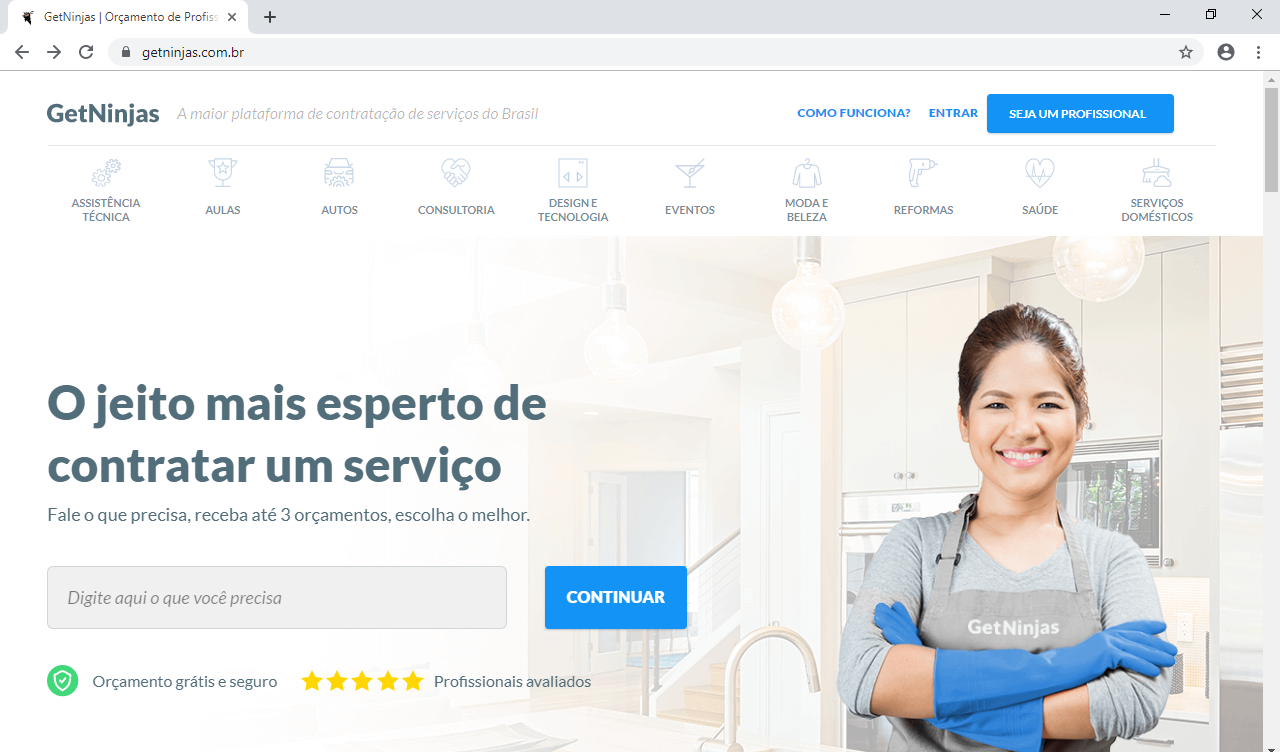 GetNinjas | Orçamento de Profiss
getninjas.com.br
GetNinjas
A maior plataforma de contratação de serviços do Brasil
COMO FUNCIONA?
ENTRAR
SEJA UM PROFISSIONAL
ASSISTÊNCIA
TÉCNICA
AULAS
AUTOS
CONSULTORIA
DESIGN E
TECNOLOGIA
EVENTOS
MODA E
BELEZA
REFORMAS
SAÚDE
SERVIÇOS
DOMÉSTICOS
O jeito mais esperto de
contratar um serviço
Fale o que precisa, receba até 3 orçamentos, escolha o melhor.
Digite aqui o que você precisa
CONTINUAR
Orçamento grátis e seguro
Profissionais avaliados
GetNinjas